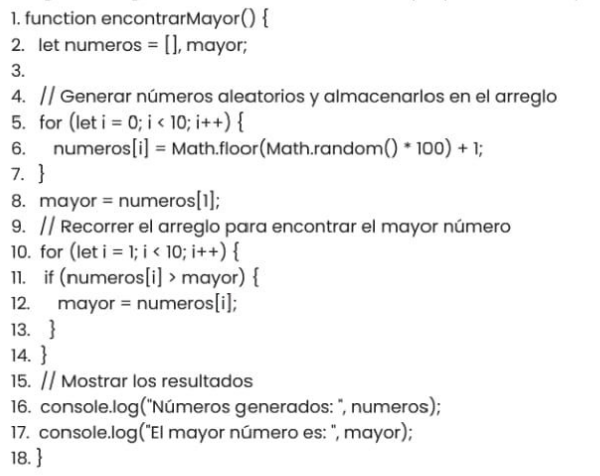 1. function encontrarMayor() {
2. let numeros = [], mayor;
3.
4. // Generar números aleatorios y almacenarlos en el arreglo
5. for (let i = 0; i < 10; i++) {
6. numeros[i] = Math.floor(Math.random() * 100) + 1;
7. }
8. mayor = numeros[1];
9. // Recorrer el arreglo para encontrar el mayor número
10. for (let i = 1; i < 10; i++) {
11. if (numeros[i] > mayor) {
12. mayor = numeros[i];
13. }
14. }
15. // Mostrar los resultados
16. console.log("Números generados: ", numeros);
17. console.log("El mayor número es: ", mayor);
18. }